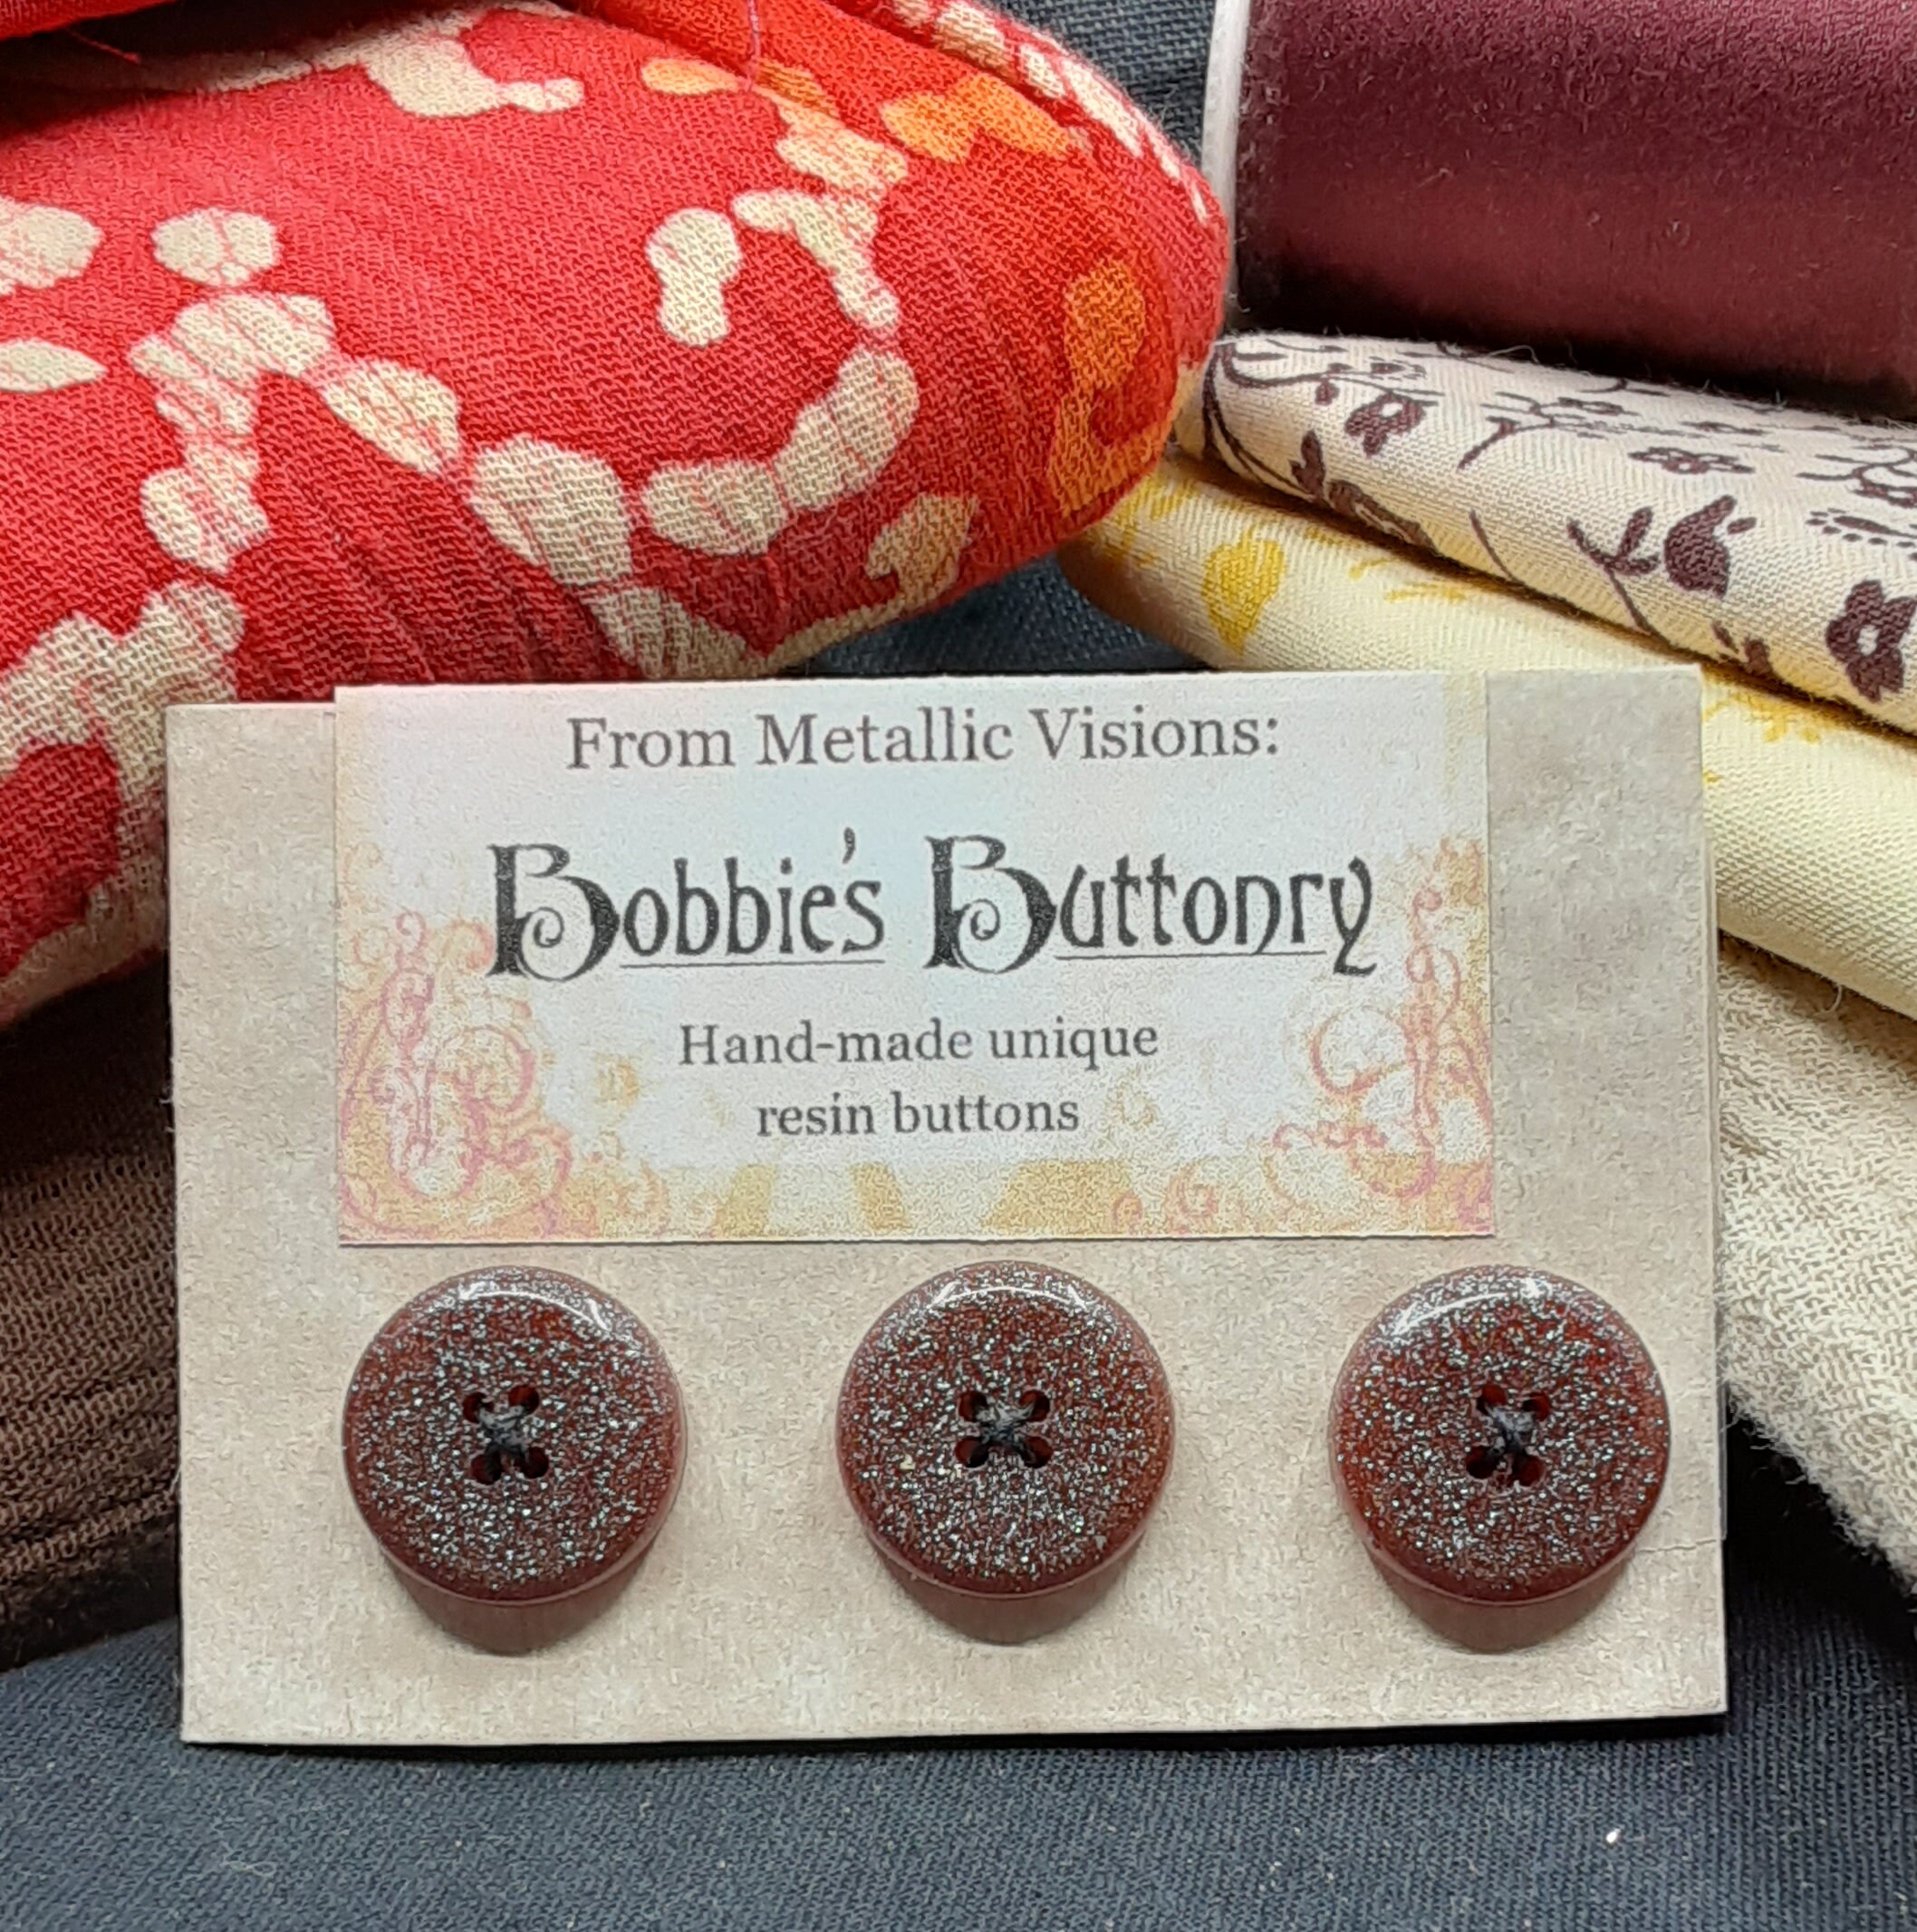 From Metallic Visions:
Bobbie's Buttonry
Hand-made unique
resin buttons